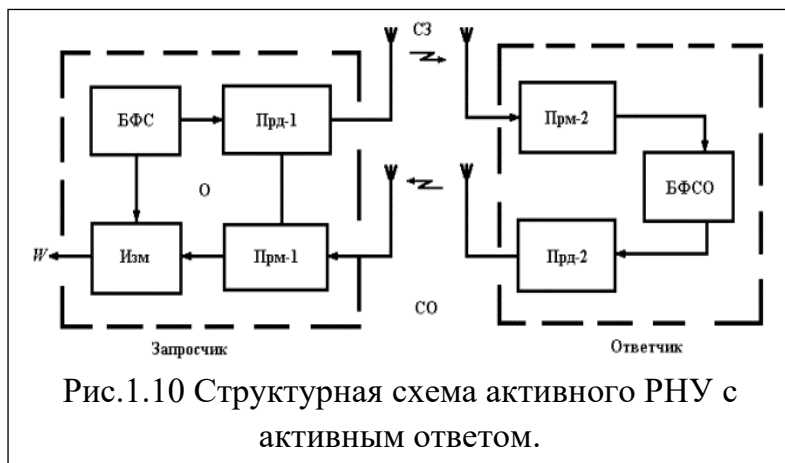 СЗ
БФС
Прд-1
Прм-2
О
БФСО
W
Изм
Прм-1
Прд-2
СО
Запросчик
Ответчик
Рис.1.10 Структурная схема активного РНУ с
активным ответом.